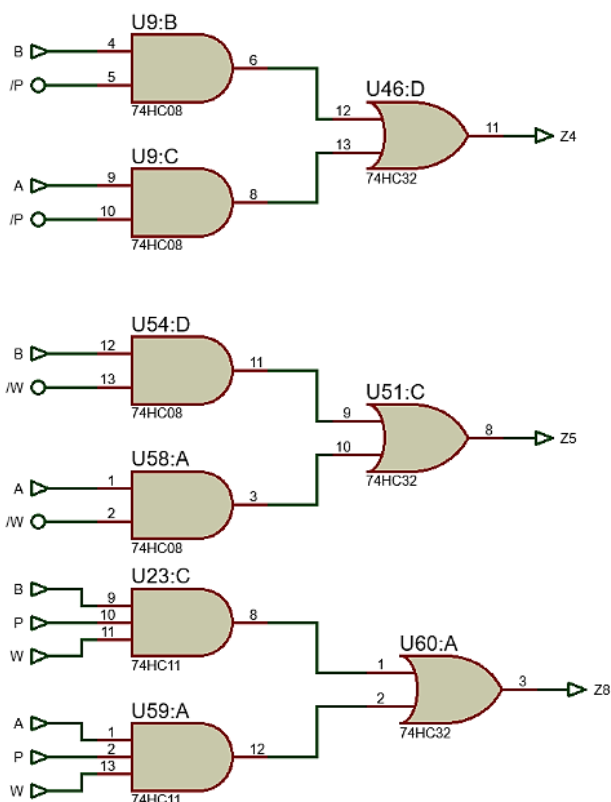 U9:B
B 4 6
/P 5
74HC08
U46:D
12 11 Z4
13
74HC32
U9:C
A 9 8
/P 10
74HC08
U54:D
B 12 11
/W 13
74HC08
U51:C
9 8 Z5
10
74HC32
U58:A
A 1 3
/W 2
74HC08
U23:C
B 9
P 10 8
W 11
74HC11
U60:A
1 3 Z8
2
74HC32
U59:A
A 1
P 2 12
W 13
74HC11